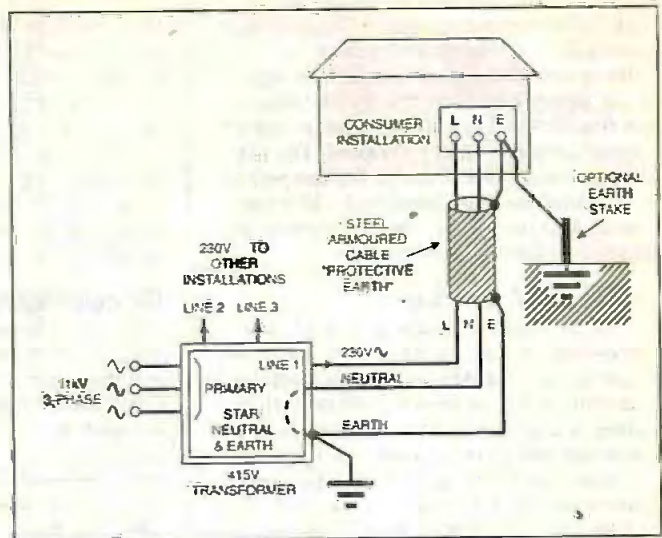 CONSUMER
INSTALLATION
L N E
OPTIONAL
EARTH
STAKE
STEEL
ARMOURED
CABLE
"PROTECTIVE
EARTH"
230V TO
OTHER
INSTALLATIONS
LINE 2 LINE 3
L N E
LINE 1
230V∿
NEUTRAL
EARTH
11kV
3-PHASE
PRIMARY
STAR
NEUTRAL
& EARTH
415V
TRANSFORMER